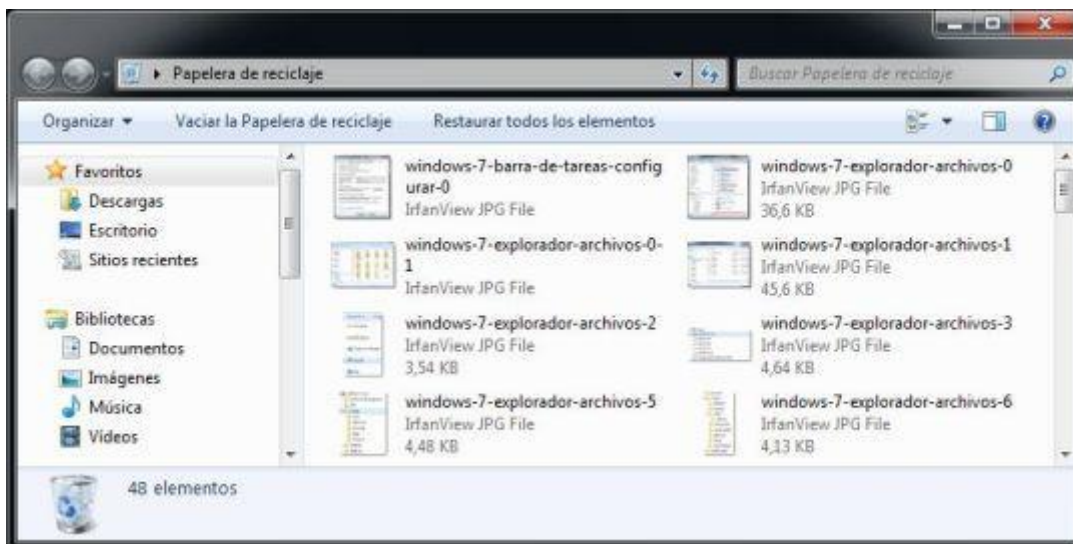 Papelera de reciclaje
Buscar Papelera de reciclaje
Organizar
Vaciar la Papelera de reciclaje
Restaurar todos los elementos
Favoritos
Descargas
Escritorio
Sitios recientes
Bibliotecas
Documentos
Imágenes
Música
Vídeos
windows-7-barra-de-tareas-config
urar-0
IrfanView JPG File
windows-7-explorador-archivos-0
IrfanView JPG File
36,6 KB
windows-7-explorador-archivos-0-
1
IrfanView JPG File
windows-7-explorador-archivos-1
IrfanView JPG File
45,6 KB
windows-7-explorador-archivos-2
IrfanView JPG File
3,54 KB
windows-7-explorador-archivos-3
IrfanView JPG File
4,64 KB
windows-7-explorador-archivos-5
IrfanView JPG File
4,48 KB
windows-7-explorador-archivos-6
IrfanView JPG File
4,13 KB
48 elementos